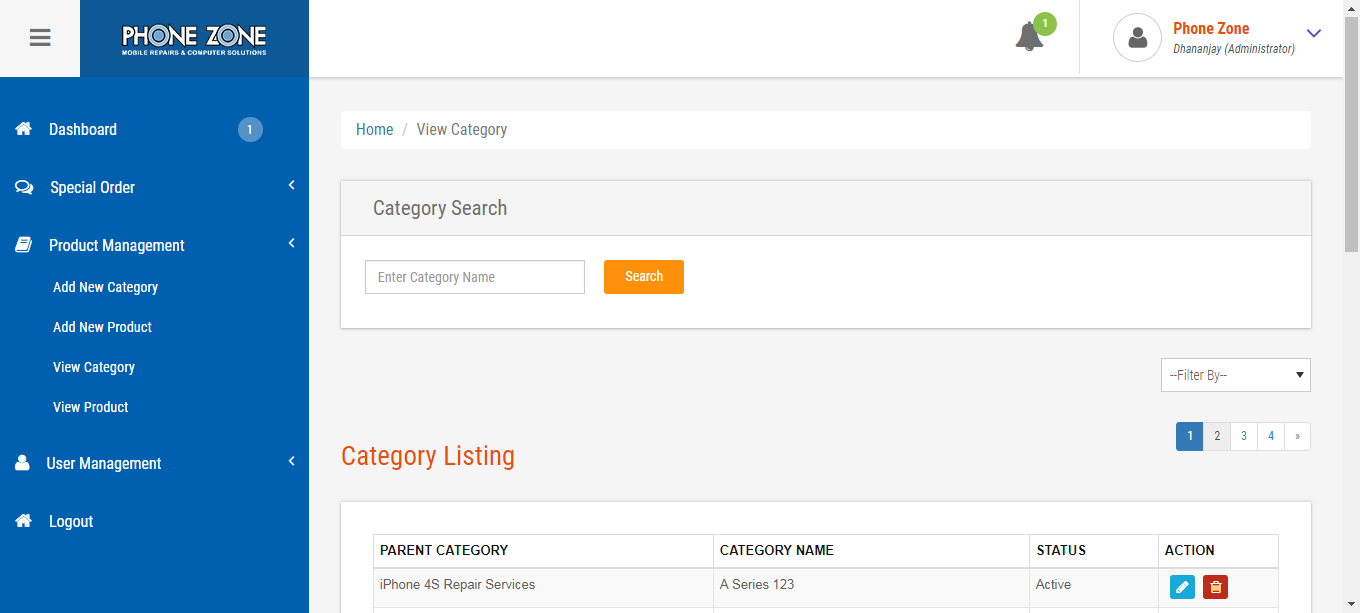 PHONE ZONE
MOBILE REPAIRS & COMPUTER SOLUTIONS
1
Phone Zone
Dhananjay (Administrator)
Dashboard 1
Special Order
Product Management
Add New Category
Add New Product
View Category
View Product
User Management
Logout
Home / View Category
Category Search
Enter Category Name Search
--Filter By--
1 2 3 4 »
Category Listing
PARENT CATEGORY CATEGORY NAME STATUS ACTION
iPhone 4S Repair Services A Series 123 Active